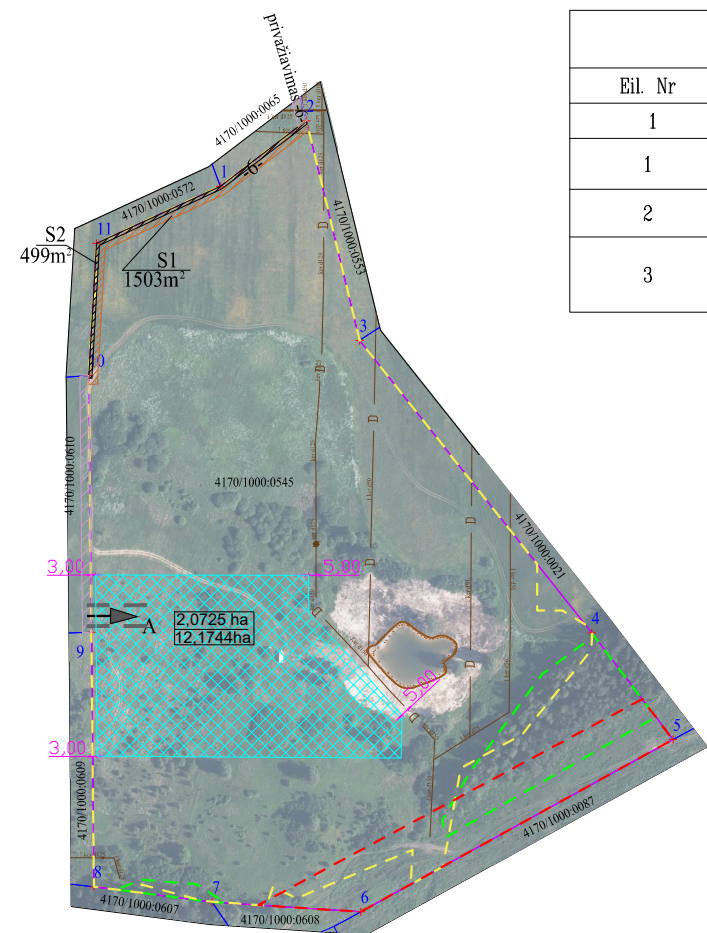 privažiavimas
-6-
2
4170/1000:0065
1
-6-
4170/1000:0572
11
S2
499m²
S1
1503m²
4170/1000:0553
D
3
D
D
D
4170/1000:0610
4170/1000:0545
D
D
4170/1000:0021
3,00
5,00
D
A
2,0725 ha
12,1744ha
4
9
D
5,00
D
5
3,00
4170/1000:0609
4170/1000:0087
8
7
6
4170/1000:0607
4170/1000:0608
Eil. Nr
1
1
2
3